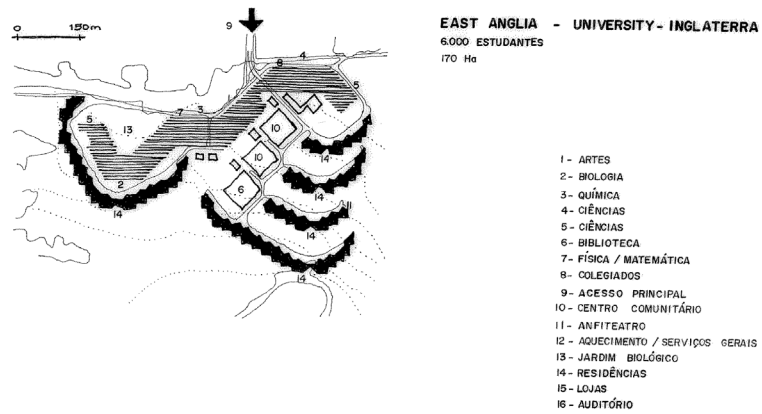 0 150m
9
EAST ANGLIA - UNIVERSITY - INGLATERRA
6.000 ESTUDANTES
170 Ha
4
8
5
3
7
5
13
10
14
10
2
6
14
14
11
14
14
1 - ARTES
2 - BIOLOGIA
3 - QUÍMICA
4 - CIÊNCIAS
5 - CIÊNCIAS
6 - BIBLIOTECA
7 - FÍSICA / MATEMÁTICA
8 - COLEGIADOS
9 - ACESSO PRINCIPAL
10 - CENTRO COMUNITÁRIO
11 - ANFITEATRO
12 - AQUECIMENTO / SERVIÇOS GERAIS
13 - JARDIM BIOLÓGICO
14 - RESIDÊNCIAS
15 - LOJAS
16 - AUDITÓRIO